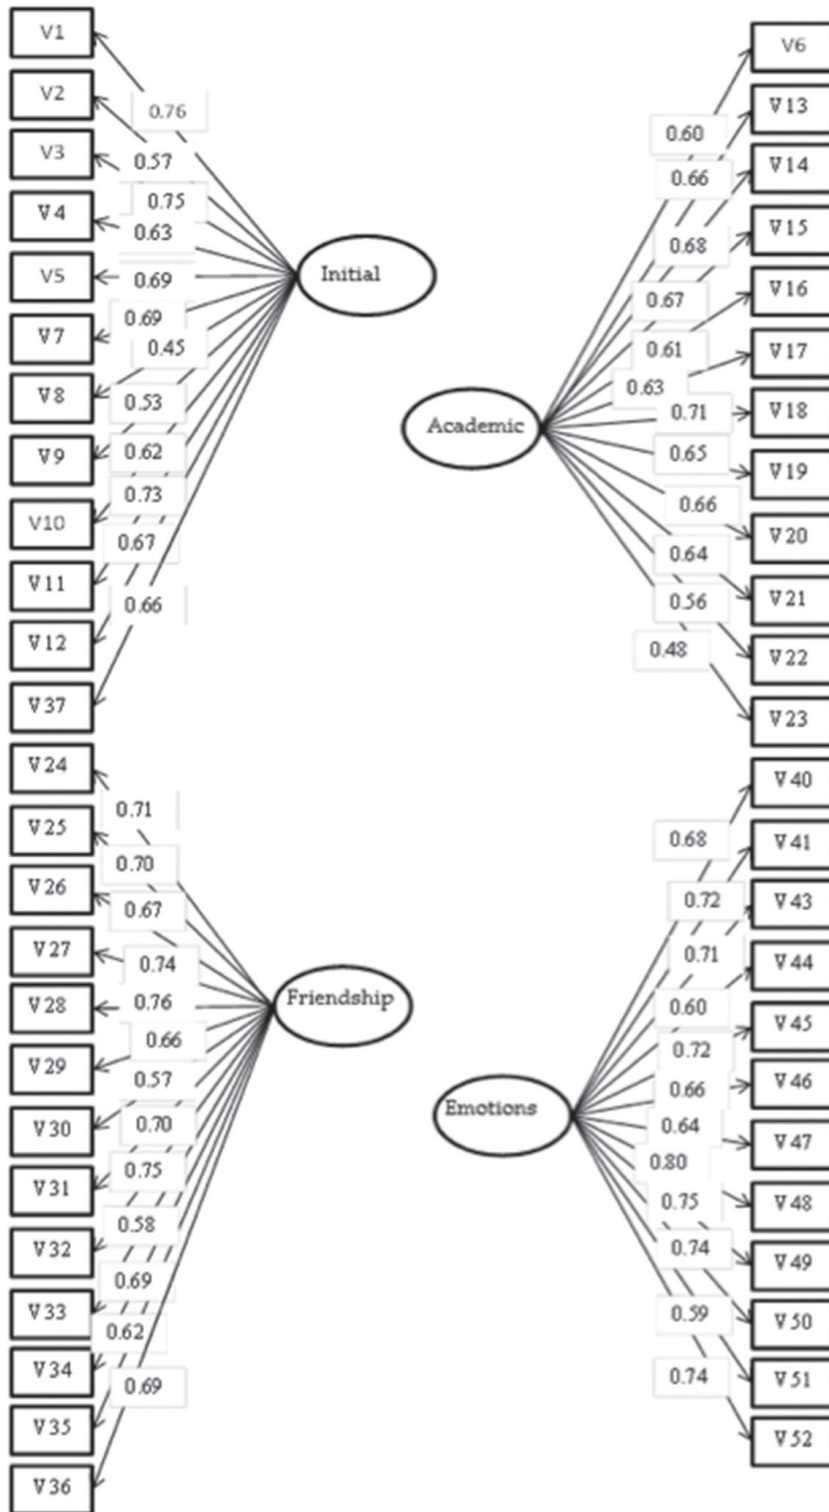 V1
V2
V3
V4
V5
V7
V8
V9
V10
V11
V12
V37
0.76
0.57
0.75
0.63
0.69
0.69
0.45
0.53
0.62
0.73
0.67
0.66
Initial
V6
V13
V14
V15
V16
V17
V18
V19
V20
V21
V22
V23
0.60
0.66
0.68
0.67
0.61
0.63
0.71
0.65
0.66
0.64
0.56
0.48
Academic
V24
V25
V26
V27
V28
V29
V30
V31
V32
V33
V34
V35
V36
0.71
0.70
0.67
0.74
0.76
0.66
0.57
0.70
0.75
0.58
0.69
0.62
0.69
Friendship
V40
V41
V43
V44
V45
V46
V47
V48
V49
V50
V51
V52
0.68
0.72
0.71
0.60
0.72
0.66
0.64
0.80
0.75
0.74
0.59
0.74
Emotions